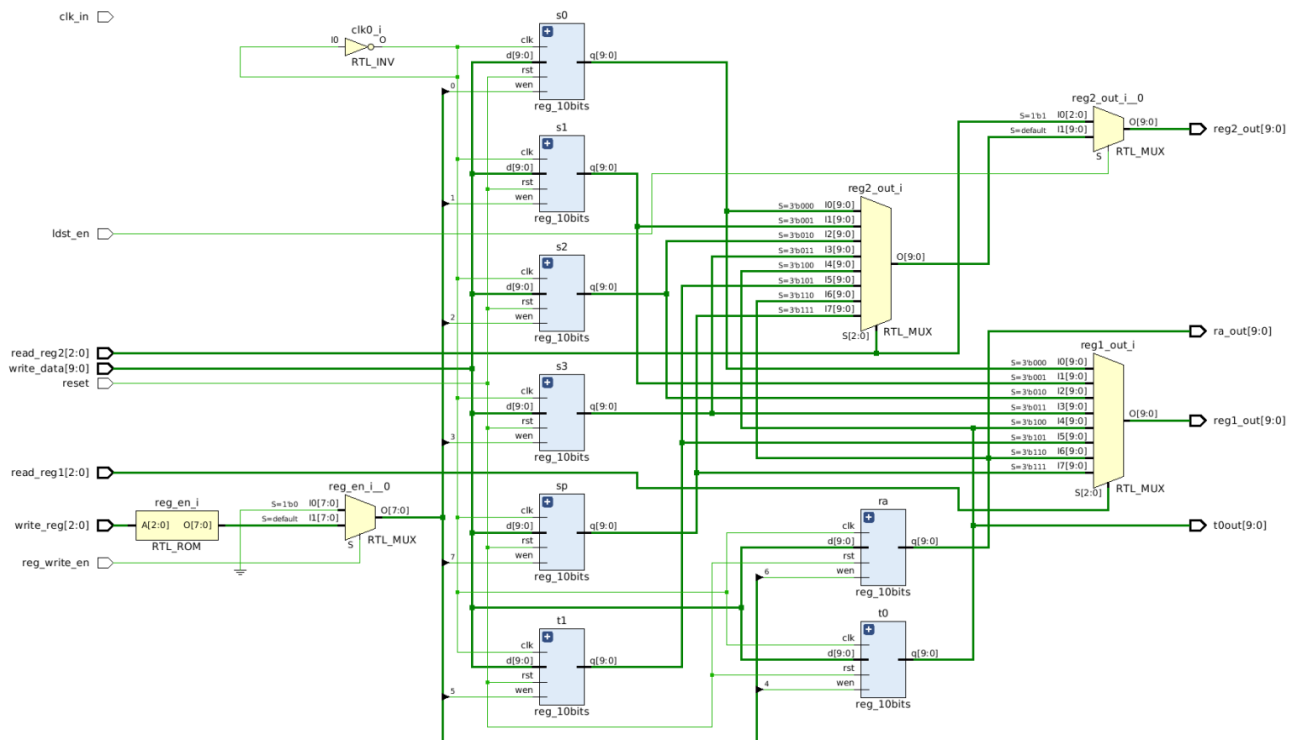 clk_in
clk0_i
I0 O
RTL_INV
s0
clk
d[9:0] q[9:0]
rst
0 wen
reg_10bits
s1
clk
d[9:0] q[9:0]
rst
1 wen
reg_10bits
s2
clk
d[9:0] q[9:0]
rst
2 wen
reg_10bits
s3
clk
d[9:0] q[9:0]
rst
3 wen
reg_10bits
sp
clk
d[9:0] q[9:0]
rst
7 wen
reg_10bits
t1
clk
d[9:0] q[9:0]
rst
5 wen
reg_10bits
ldst_en
read_reg2[2:0]
write_data[9:0]
reset
read_reg1[2:0]
write_reg[2:0]
reg_write_en
reg_en_i
A[2:0] O[7:0]
RTL_ROM
reg_en_i__0
S=1'b0 I0[7:0]
S=default I1[7:0]
O[7:0]
S
RTL_MUX
reg2_out_i
S=3'b000 I0[9:0]
S=3'b001 I1[9:0]
S=3'b010 I2[9:0]
S=3'b011 I3[9:0]
S=3'b100 I4[9:0]
S=3'b101 I5[9:0]
S=3'b110 I6[9:0]
S=3'b111 I7[9:0]
O[9:0]
S[2:0]
RTL_MUX
ra
clk
d[9:0] q[9:0]
rst
6 wen
reg_10bits
t0
clk
d[9:0] q[9:0]
rst
4 wen
reg_10bits
reg2_out_i__0
S=1'b1 I0[2:0]
S=default I1[9:0]
O[9:0]
S
RTL_MUX
reg2_out[9:0]
ra_out[9:0]
reg1_out_i
S=3'b000 I0[9:0]
S=3'b001 I1[9:0]
S=3'b010 I2[9:0]
S=3'b011 I3[9:0]
S=3'b100 I4[9:0]
S=3'b101 I5[9:0]
S=3'b110 I6[9:0]
S=3'b111 I7[9:0]
O[9:0]
S[2:0]
RTL_MUX
reg1_out[9:0]
t0out[9:0]